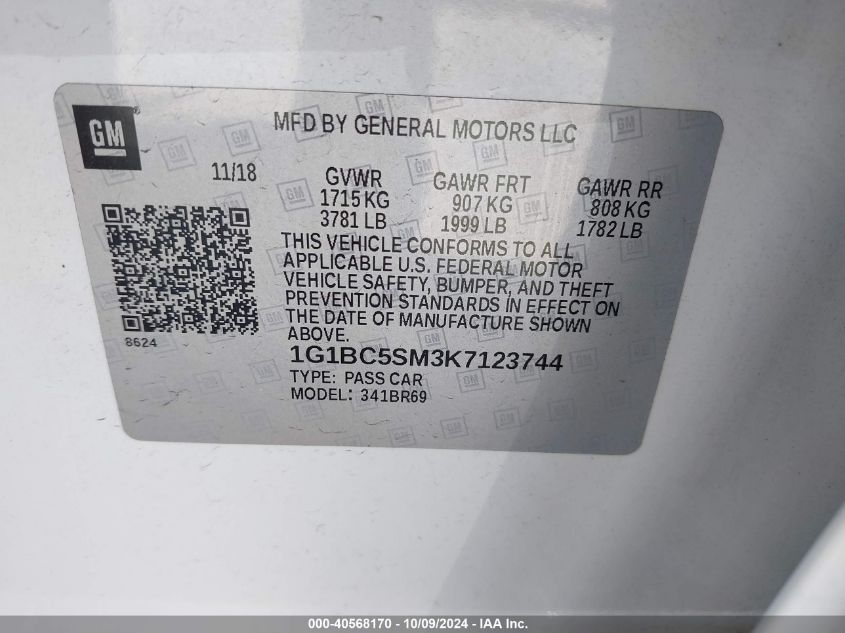 GM
MFD BY GENERAL MOTORS LLC
11/18
GVWR
1715 KG
3781 LB
GAWR FRT
907 KG
1999 LB
GAWR RR
808 KG
1782 LB
THIS VEHICLE CONFORMS TO ALL
APPLICABLE U.S. FEDERAL MOTOR
VEHICLE SAFETY, BUMPER, AND THEFT
PREVENTION STANDARDS IN EFFECT ON
THE DATE OF MANUFACTURE SHOWN
ABOVE.
8624
1G1BC5SM3K7123744
TYPE: PASS CAR
MODEL: 341BR69
000-40568170 - 10/09/2024 - IAA Inc.